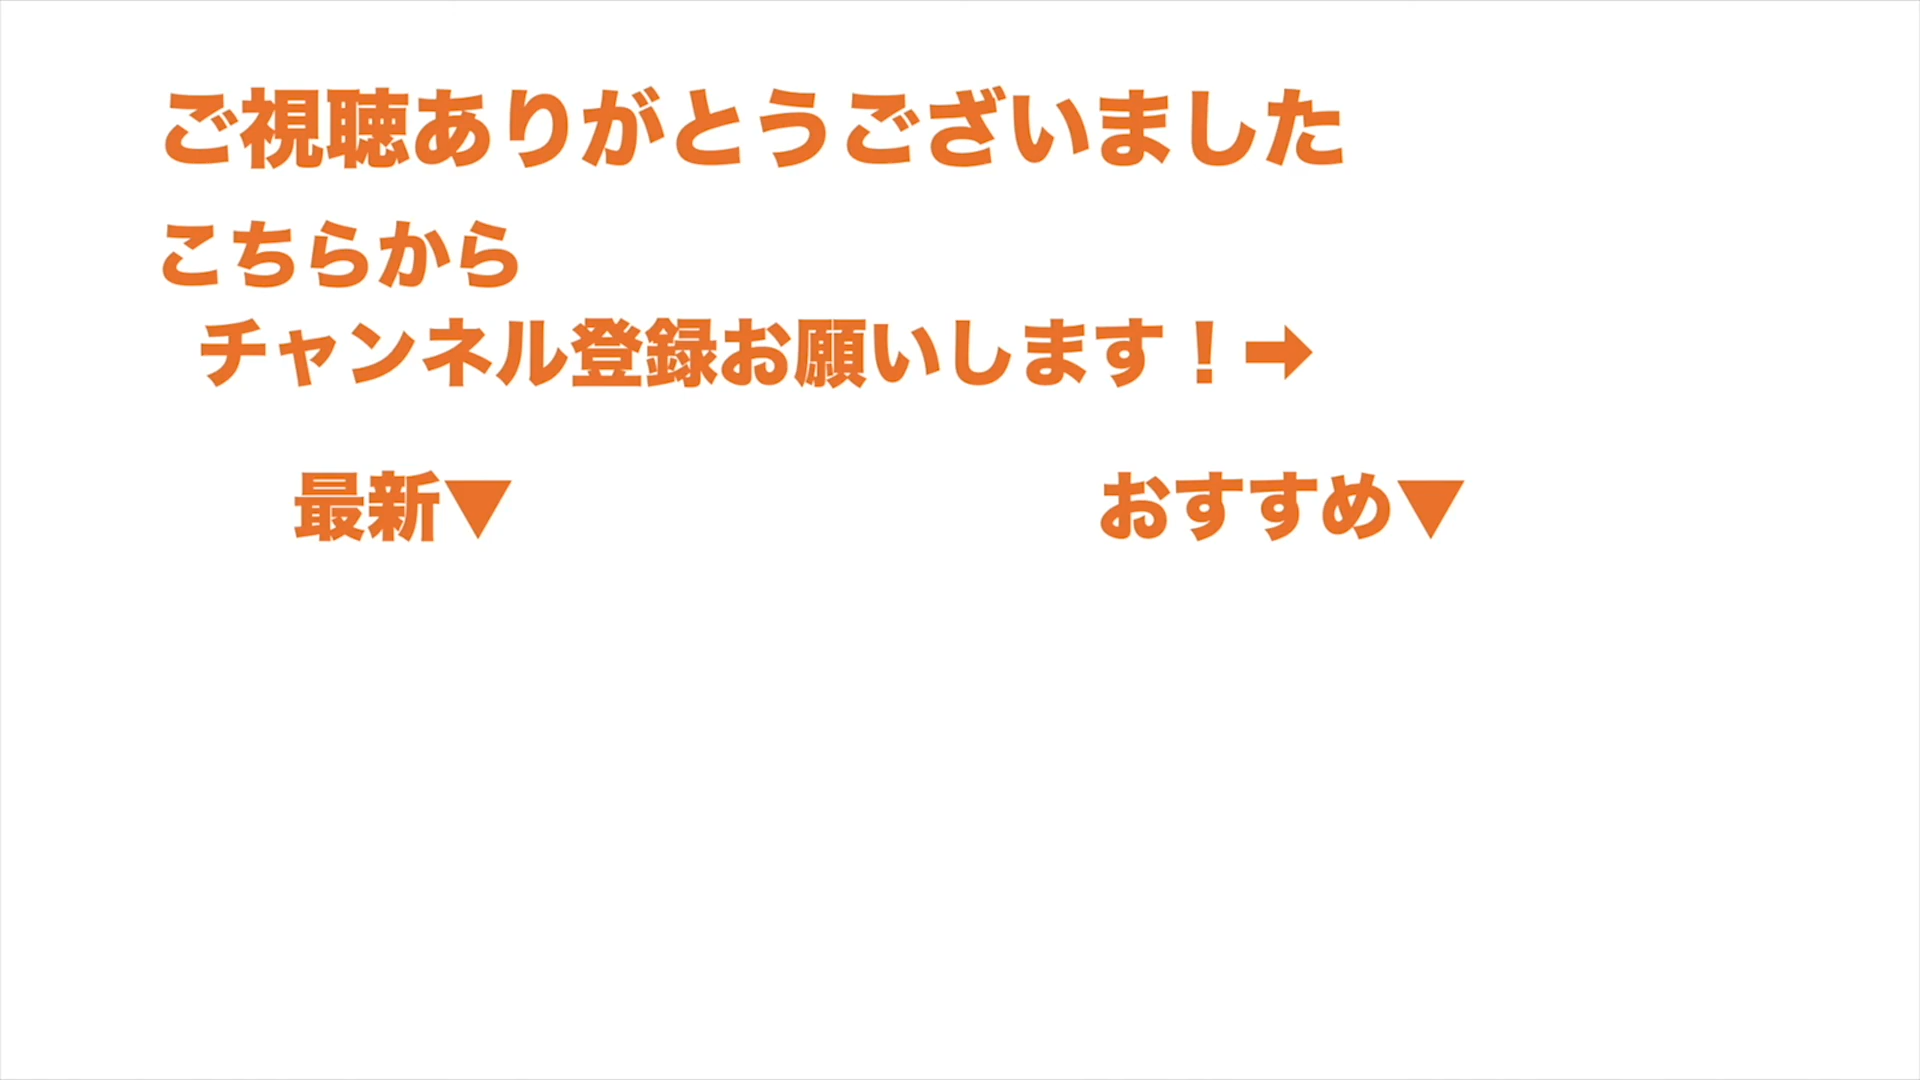 ご視聴ありがとうございました
こちらから
チャンネル登録お願いします！➡
最新▼
おすすめ▼